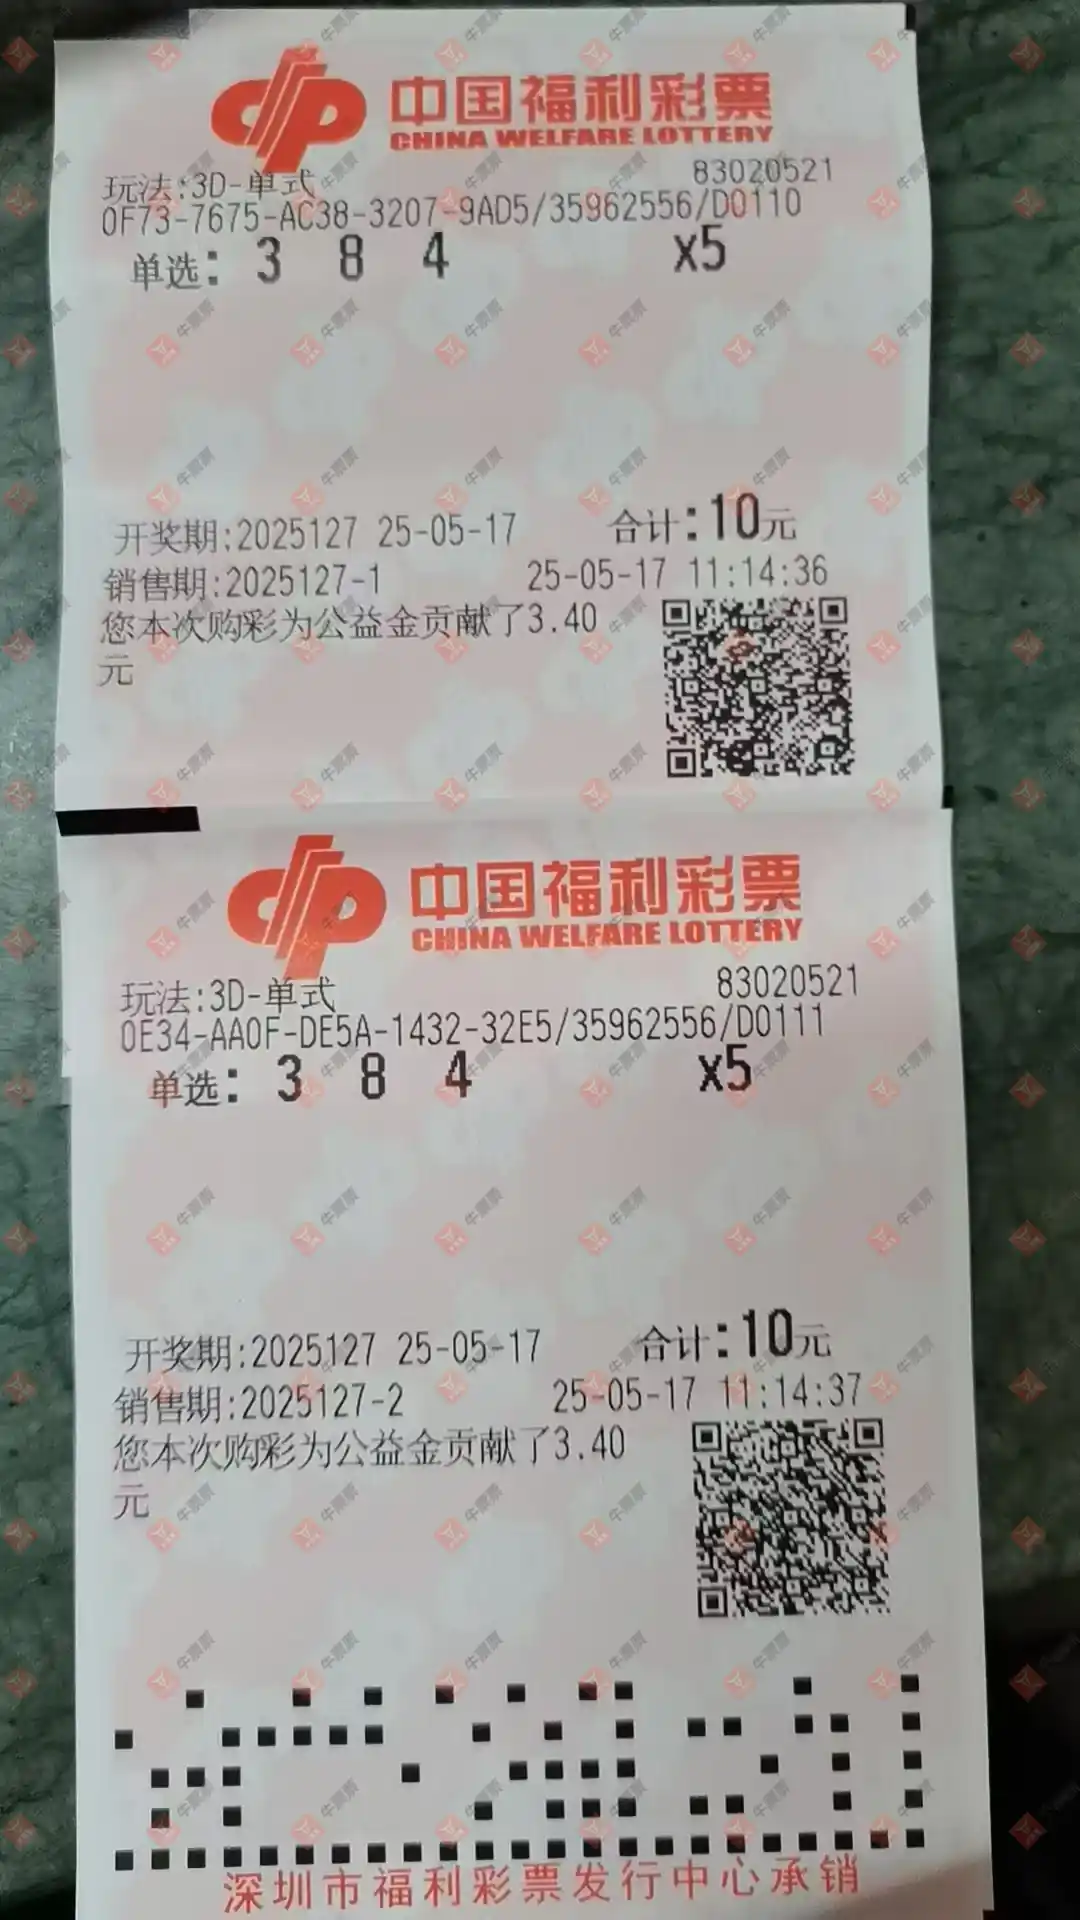 中国福利彩票
CHINA WELFARE LOTTERY
83020521
玩法:3D-单式
0F73-7675-AC38-3207-9AD5/35962556/D0110
单选: 3 8 4 x5
开奖期:2025127 25-05-17 合计:10元
销售期:2025127-1 25-05-17 11:14:36
您本次购彩为公益金贡献了3.40
元
中国福利彩票
CHINA WELFARE LOTTERY
83020521
玩法:3D-单式
0E34-AA0F-DE5A-1432-32E5/35962556/D0111
单选: 3 8 4 x5
开奖期:2025127 25-05-17 合计:10元
销售期:2025127-2 25-05-17 11:14:37
您本次购彩为公益金贡献了3.40
元
深圳市福利彩票发行中心承销
牛票票